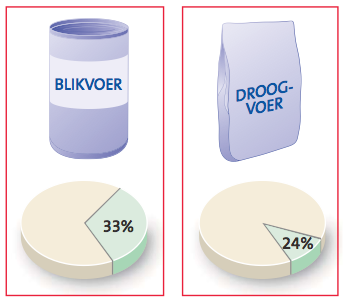 BLIKVOER
33%
DROOG-
VOER
24%